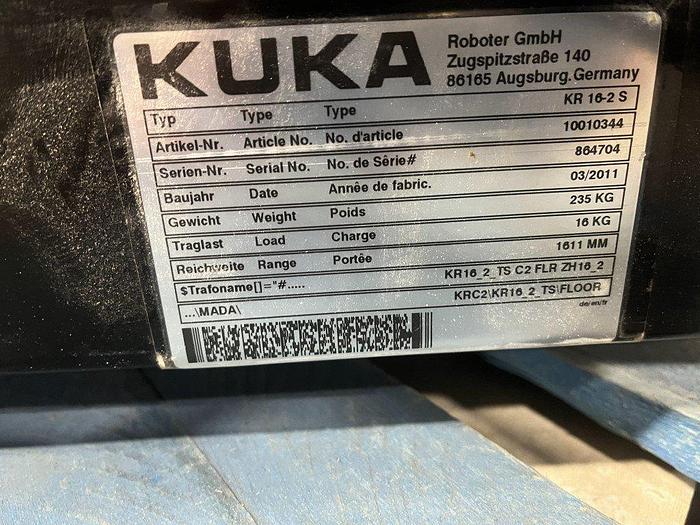 KUKA
Roboter GmbH
Zugspitzstraße 140
86165 Augsburg.Germany
Typ Type Type KR 16-2 S
Artikel-Nr. Article No. No. d'article 10010344
Serien-Nr. Serial No. No. de Sêrie# 864704
Baujahr Date Annêe de fabric. 03/2011
Gewicht Weight Poids 235 KG
Traglast Load Charge 16 KG
Reichweite Range Portêe 1611 MM
$Trafoname[]="#..... KR16_2_TS C2 FLR ZH16_2
...\MADA\ KRC2\KR16_2_TS\FLOOR
de/en/fr